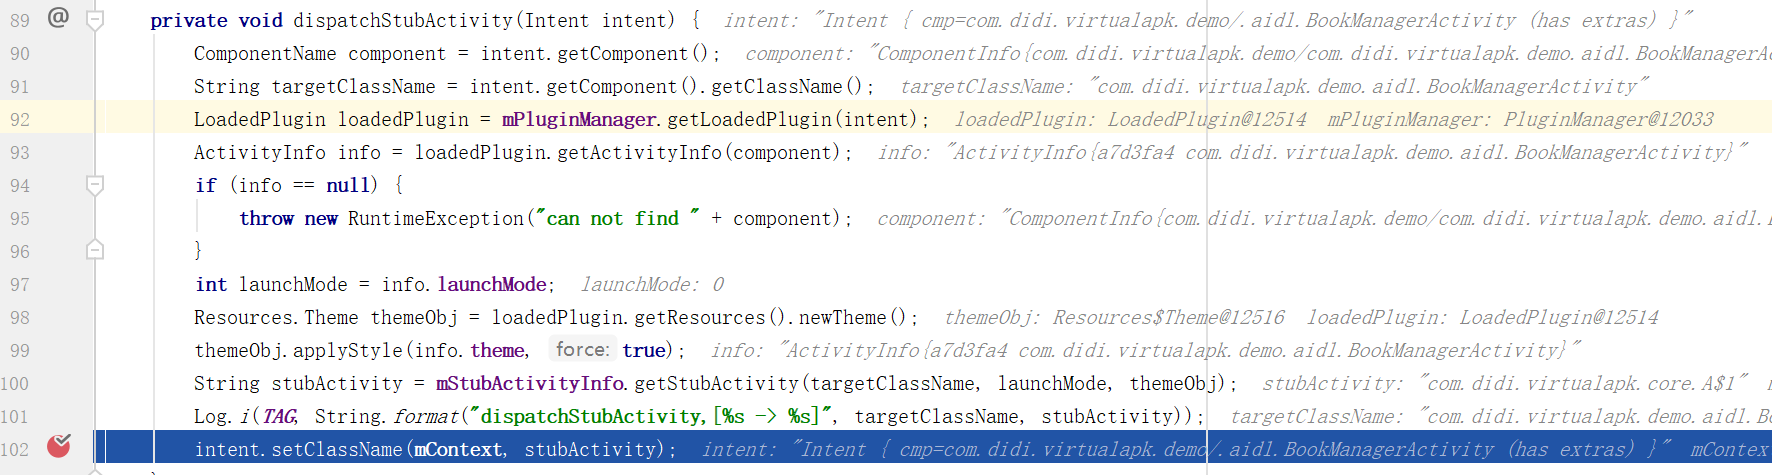 89 @ private void dispatchStubActivity(Intent intent) { intent: "Intent { cmp=com.didi.virtualapk.demo/.aidl.BookManagerActivity (has extras) }"
90 ComponentName component = intent.getComponent(); component: "ComponentInfo{com.didi.virtualapk.demo/com.didi.virtualapk.demo.aidl.BookManagerAc
91 String targetClassName = intent.getComponent().getClassName(); targetClassName: "com.didi.virtualapk.demo.aidl.BookManagerActivity"
92 LoadedPlugin loadedPlugin = mPluginManager.getLoadedPlugin(intent); loadedPlugin: LoadedPlugin@12514 mPluginManager: PluginManager@12033
93 ActivityInfo info = loadedPlugin.getActivityInfo(component); info: "ActivityInfo{a7d3fa4 com.didi.virtualapk.demo.aidl.BookManagerActivity}"
94 if (info == null) {
95 throw new RuntimeException("can not find " + component); component: "ComponentInfo{com.didi.virtualapk.demo/com.didi.virtualapk.demo.aidl.
96 }
97 int launchMode = info.launchMode; launchMode: 0
98 Resources.Theme themeObj = loadedPlugin.getResources().newTheme(); themeObj: Resources$Theme@12516 loadedPlugin: LoadedPlugin@12514
99 themeObj.applyStyle(info.theme, force: true); info: "ActivityInfo{a7d3fa4 com.didi.virtualapk.demo.aidl.BookManagerActivity}"
100 String stubActivity = mStubActivityInfo.getStubActivity(targetClassName, launchMode, themeObj); stubActivity: "com.didi.virtualapk.core.A$1"
101 Log.i(TAG, String.format("dispatchStubActivity,[%s -> %s]", targetClassName, stubActivity)); targetClassName: "com.didi.virtualapk.demo.aidl.Bo
102 intent.setClassName(mContext, stubActivity); intent: "Intent { cmp=com.didi.virtualapk.demo/.aidl.BookManagerActivity (has extras) }" mContex